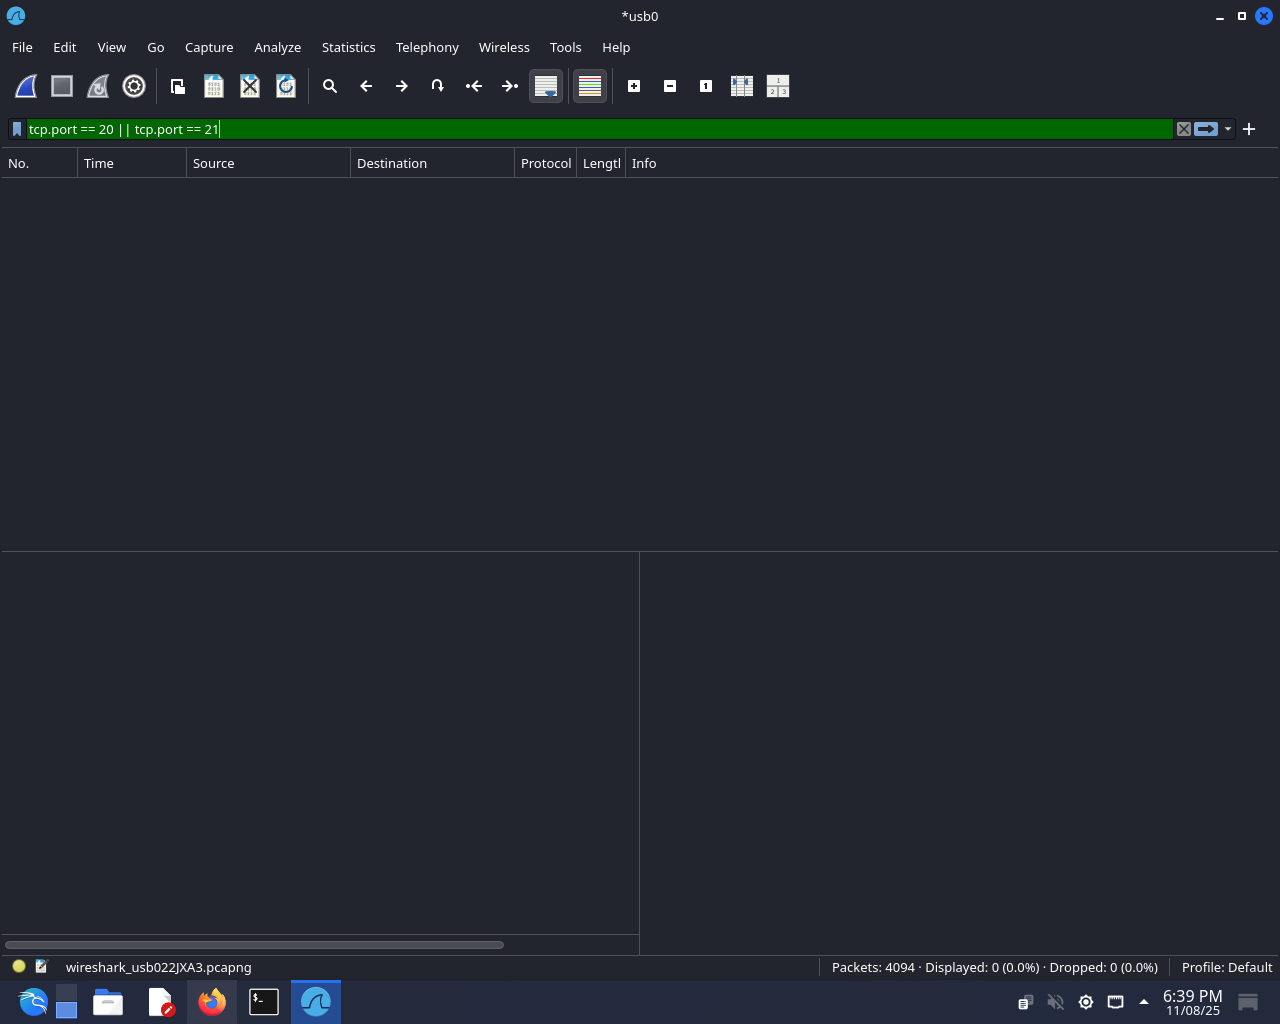 *usb0
File Edit View Go Capture Analyze Statistics Telephony Wireless Tools Help
tcp.port == 20 || tcp.port == 21
No. Time Source Destination Protocol Lengtl Info
wireshark_usb022JXA3.pcapng Packets: 4094 · Displayed: 0 (0.0%) · Dropped: 0 (0.0%) Profile: Default
6:39 PM
11/08/25